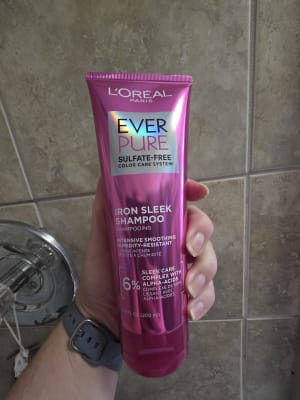 L'ORÉAL
PARIS
EVER
PURE
SULFATE-FREE
COLOR CARE SYSTEM
IRON SLEEK
SHAMPOO
SHAMPOOING
INTENSIVE SMOOTHING
HUMIDITY-RESISTANT
6%
SLEEK CARE
COMPLEX WITH
ALPHA-ACIDS